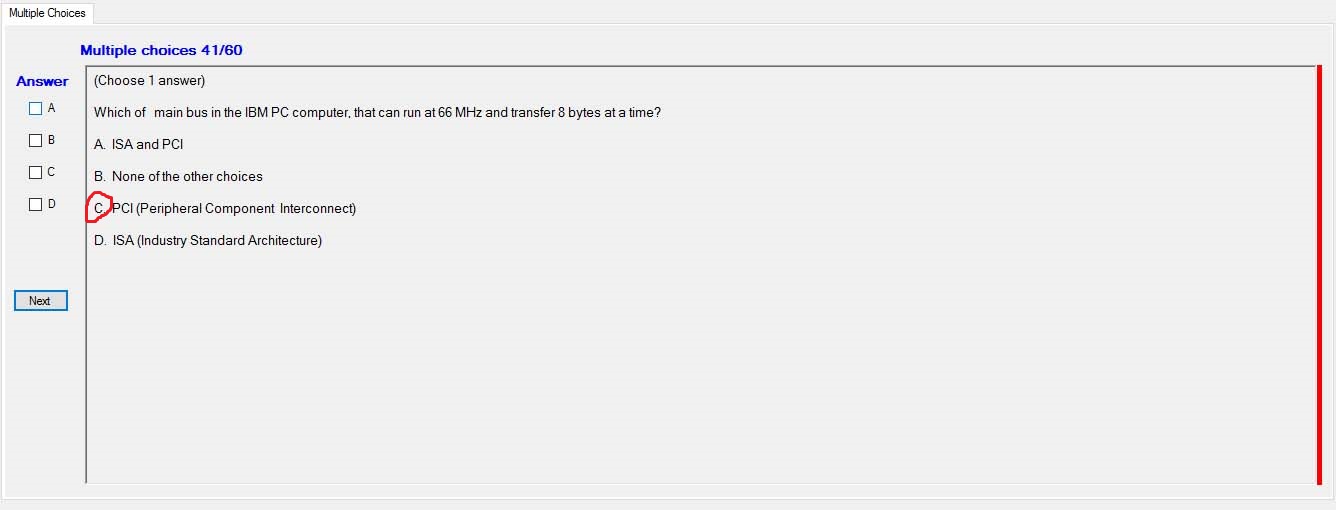 Multiple Choices
Multiple choices 41/60
Answer
A
B
C
D
Next
(Choose 1 answer)
Which of  main bus in the IBM PC computer, that can run at 66 MHz and transfer 8 bytes at a time?
A. ISA and PCI
B. None of the other choices
C. PCI (Peripheral Component Interconnect)
D. ISA (Industry Standard Architecture)